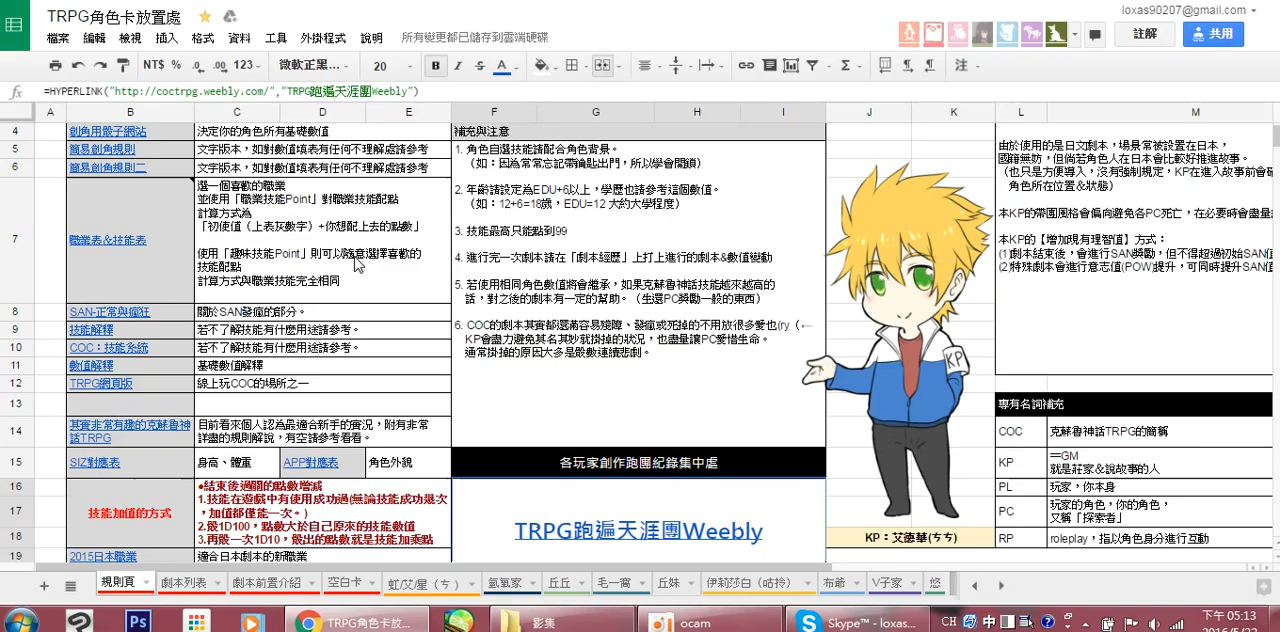 TRPG角色卡放置處
loxas90207@gmail.com
檔案 編輯 檢視 插入 格式 資料 工具 外掛程式 說明 所有變更都已儲存到雲端硬碟
註解 共用
NT$ % .0 .00 123 微軟正黑... 20 B I S A Σ 注
fx =HYPERLINK("http://coctrpg.weebly.com/","TRPG跑遍天涯團Weebly")
A B C D E F G H I J K L M
4 創角用骰子網站 決定你的角色所有基礎數值 補充與注意
5 簡易創角規則 文字版本，如對數值填表有任何不理解處請參考
6 簡易創角規則二 文字版本，如對數值填表有任何不理解處請參考
7 職業表&技能表
選一個喜歡的職業
並使用「職業技能Point」對職業技能配點
計算方式為
「初使值（上表灰數字）+你想配上去的點數」
使用「趣味技能Point」則可以隨意選擇喜歡的
技能配點
計算方式與職業技能完全相同
8 SAN-正常與瘋狂 關於SAN發瘋的部分。
9 技能解釋 若不了解技能有什麼用途請參考。
10 COC：技能系統 若不了解技能有什麼用途請參考。
11 數值解釋 基礎數值解釋
12 TRPG網頁版 線上玩COC的場所之一
13
14 其實非常有趣的克蘇魯神
話TRPG
目前看來個人認為最適合新手的實況，附有非常
詳盡的規則解說，有空請參考看看。
15 SIZ對應表 身高、體重 APP對應表 角色外貌
16
17 技能加值的方式
18
●結束後過關的點數增減
1.技能在遊戲中有使用成功過(無論技能成功幾次
，加值都僅能一次。)
2.骰1D100，點數大於自己原來的技能數值
3.再骰一次1D10，骰出的點數就是技能加乘點
19 2015日本職業 適合日本劇本的新職業
1. 角色自選技能請配合角色背景。
（如：因為常常忘記帶鑰匙出門，所以學會開鎖）
2. 年齡請設定為EDU+6以上，學歷也請參考這個數值。
（如：12+6=18歲，EDU=12 大約大學程度）
3. 技能最高只能點到99
4. 進行完一次劇本請在「劇本經歷」上打上進行的劇本&數值變動
5. 若使用相同角色數值將會繼承，如果克蘇魯神話技能越來越高的
話，對之後的劇本有一定的幫助。（生還PC獎勵一般的東西）
6. COC的劇本其實都還滿容易殘障、發瘋或死掉的不用放很多愛也(ry（←
KP會盡力避免莫名其妙就掛掉的狀況，也盡量讓PC愛惜生命。
通常掛掉的原因大多是骰數連續悲劇。
各玩家創作跑團紀錄集中處
TRPG跑遍天涯團Weebly
KP
KP：艾德華(ㄘㄘ)
由於使用的是日文劇本，場景常被設置在日本，
國籍無妨，但倘若角色人在日本會比較好推進故事。
（也只是方便導入，沒有強制規定，KP在進入故事前會確
角色所在位置&狀態）
本KP的帶團風格會偏向避免各PC死亡，在必要時會盡量
本KP的【增加現有理智值】方式：
(1)劇本結束後，會進行SAN獎勵，但不得超過初始SAN值
(2)特殊劇本會進行意志值(POW)提升，可同時提升SAN值
專有名詞補充
COC 克蘇魯神話TRPG的簡稱
KP ==GM
就是莊家&說故事的人
PL 玩家，你本身
PC 玩家的角色，你的角色，
又稱「探索者」
RP roleplay，指以角色身分進行互動
規則頁 劇本列表 劇本前置介紹 空白卡 虹/艾/星（ㄘ） 氬氪家 丘丘 毛一窩 丘妹 伊莉莎白（咕拎） 布爺 V子家 悠
Ps TRPG角色卡放... 影集 ocam Skype™ - loxas... CH 中 下午 05:13